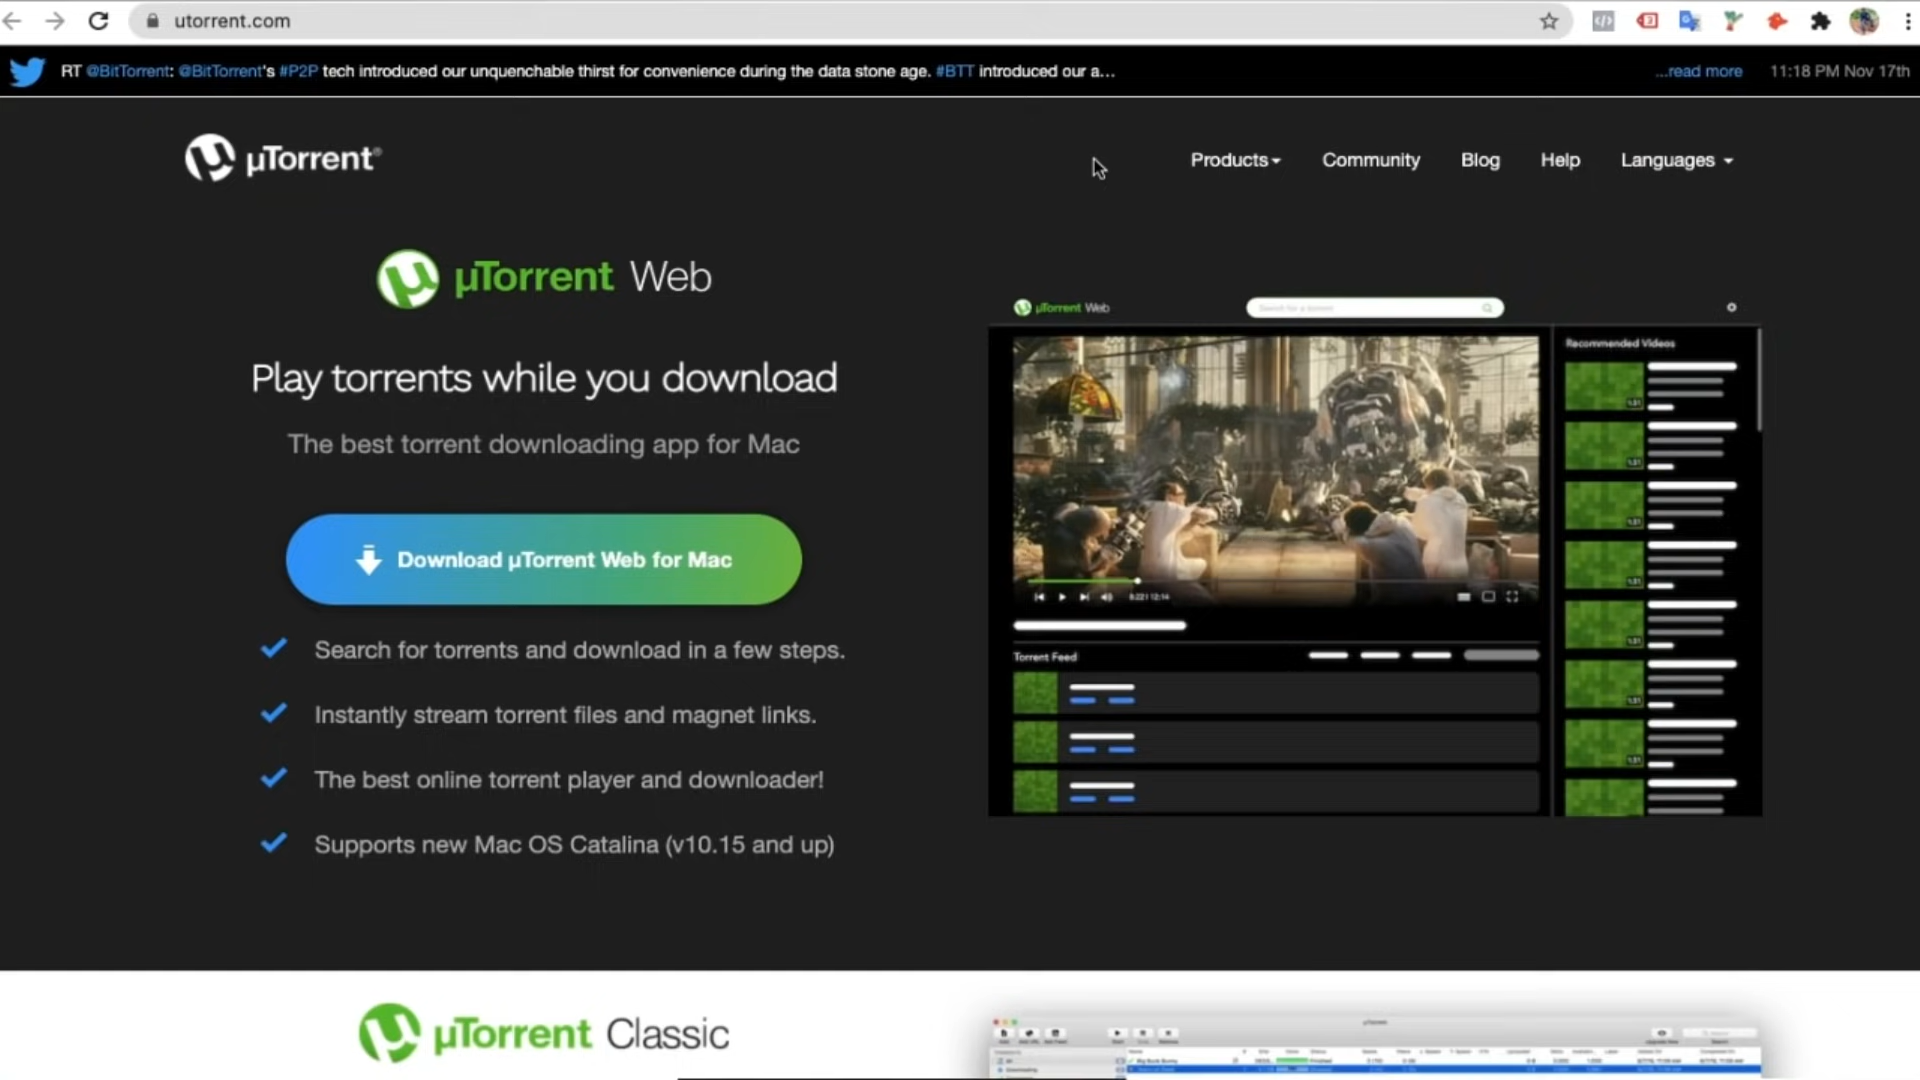 utorrent.com
RT @BitTorrent: @BitTorrent's #P2P tech introduced our unquenchable thirst for convenience during the data stone age. #BTT introduced our a...
...read more
11:18 PM Nov 17th
µTorrent®
Products
Community
Blog
Help
Languages
µTorrent Web
Play torrents while you download
The best torrent downloading app for Mac
Download µTorrent Web for Mac
Search for torrents and download in a few steps.
Instantly stream torrent files and magnet links.
The best online torrent player and downloader!
Supports new Mac OS Catalina (v10.15 and up)
µTorrent Web
Search for a torrent
Recommended Videos
Torrent Feed
µTorrent Classic